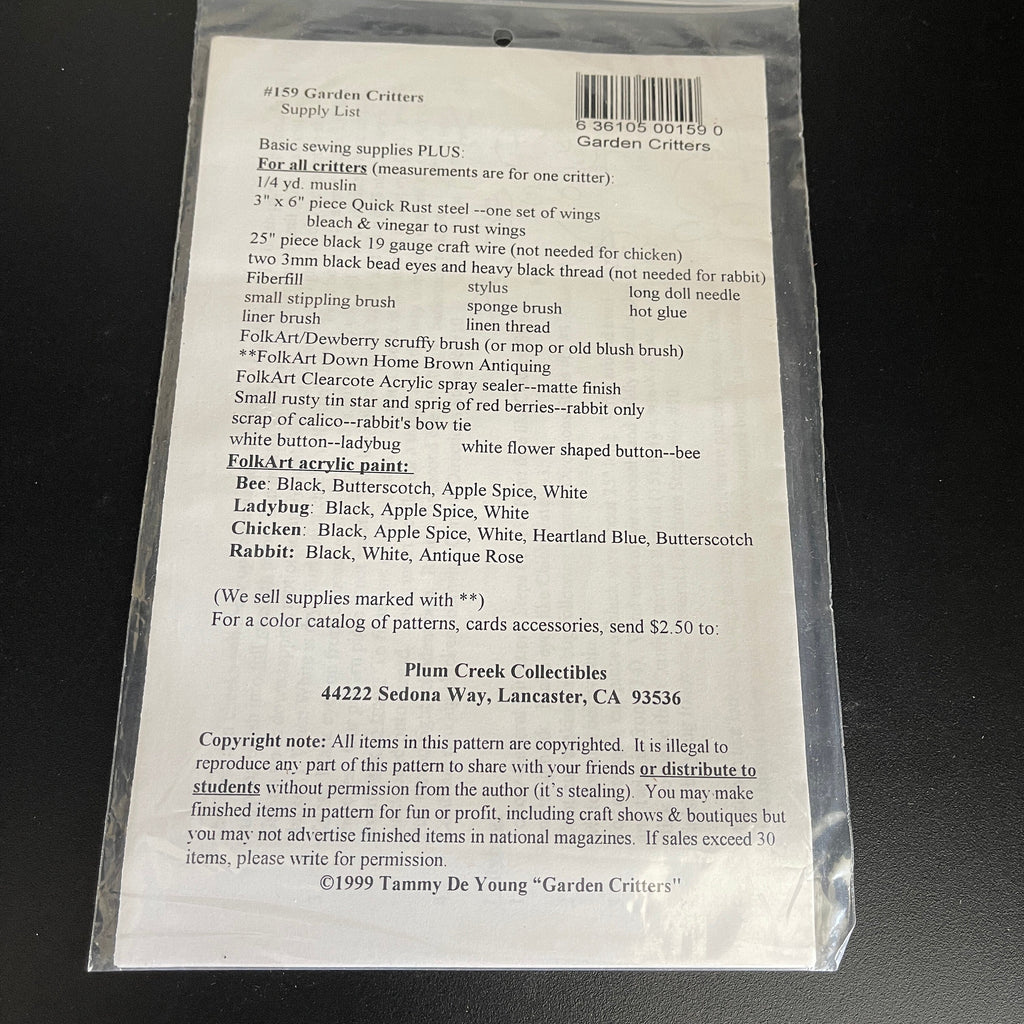 #159 Garden Critters
Supply List
6 36105 00159 0
Garden Critters
Basic sewing supplies PLUS:
For all critters (measurements are for one critter):
1/4 yd. muslin
3" x 6" piece Quick Rust steel --one set of wings
bleach & vinegar to rust wings
25" piece black 19 gauge craft wire (not needed for chicken)
two 3mm black bead eyes and heavy black thread (not needed for rabbit)
Fiberfill stylus long doll needle
small stippling brush sponge brush hot glue
liner brush linen thread
FolkArt/Dewberry scruffy brush (or mop or old blush brush)
**FolkArt Down Home Brown Antiquing
FolkArt Clearcote Acrylic spray sealer--matte finish
Small rusty tin star and sprig of red berries--rabbit only
scrap of calico--rabbit's bow tie
white button--ladybug white flower shaped button--bee
FolkArt acrylic paint:
Bee: Black, Butterscotch, Apple Spice, White
Ladybug: Black, Apple Spice, White
Chicken: Black, Apple Spice, White, Heartland Blue, Butterscotch
Rabbit: Black, White, Antique Rose
(We sell supplies marked with **)
For a color catalog of patterns, cards accessories, send $2.50 to:
Plum Creek Collectibles
44222 Sedona Way, Lancaster, CA 93536
Copyright note: All items in this pattern are copyrighted. It is illegal to
reproduce any part of this pattern to share with your friends or distribute to
students without permission from the author (it's stealing). You may make
finished items in pattern for fun or profit, including craft shows & boutiques but
you may not advertise finished items in national magazines. If sales exceed 30
items, please write for permission.
©1999 Tammy De Young “Garden Critters"